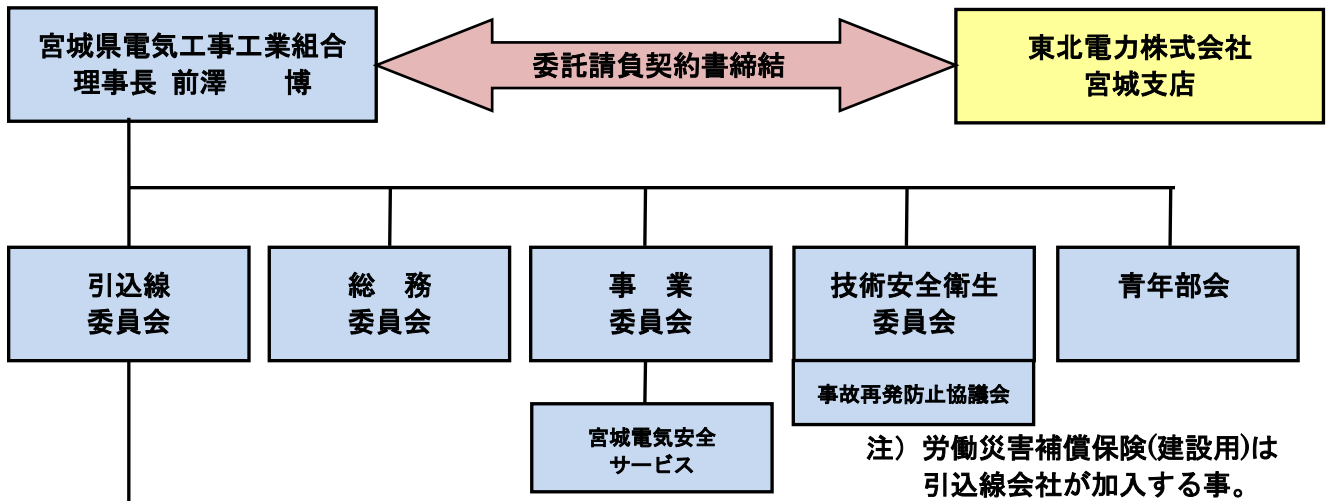 宮城県電気工事工業組合
理事長 前澤　　博
委託請負契約書締結
東北電力株式会社
宮城支店
引込線
委員会
総　務
委員会
事　業
委員会
技術安全衛生
委員会
青年部会
事故再発防止協議会
宮城電気安全
サービス
注）労働災害補償保険(建設用)は
引込線会社が加入する事。